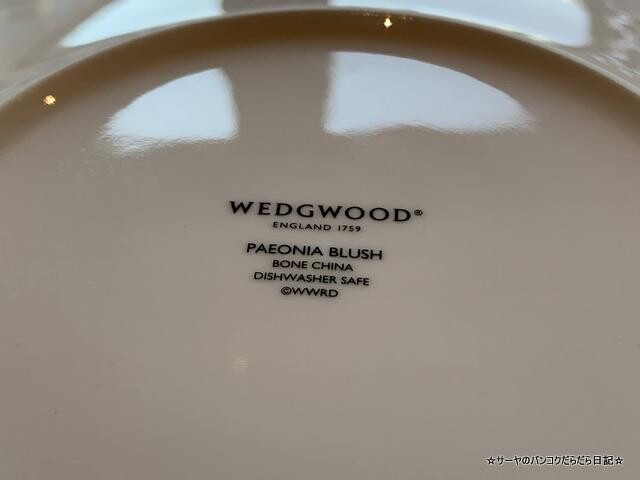 WEDGWOOD®
ENGLAND 1759
PAEONIA BLUSH
BONE CHINA
DISHWASHER SAFE
©WWRD
☆サーヤのバンコクだらだら日記☆